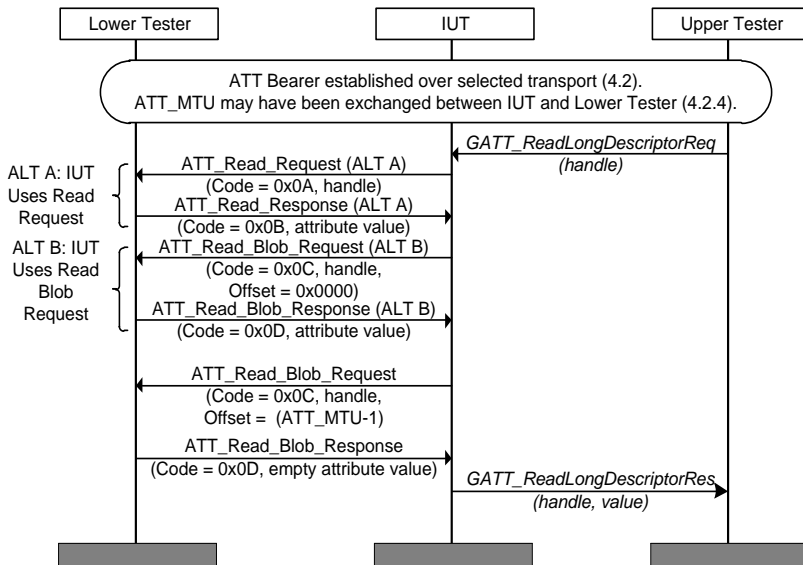 Lower Tester
IUT
Upper Tester
ATT Bearer established over selected transport (4.2).
ATT_MTU may have been exchanged between IUT and Lower Tester (4.2.4).
GATT_ReadLongDescriptorReq
(handle)
ALT A: IUT
Uses Read
Request
ATT_Read_Request (ALT A)
(Code = 0x0A, handle)
ATT_Read_Response (ALT A)
(Code = 0x0B, attribute value)
ALT B: IUT
Uses Read
Blob
Request
ATT_Read_Blob_Request (ALT B)
(Code = 0x0C, handle,
Offset = 0x0000)
ATT_Read_Blob_Response (ALT B)
(Code = 0x0D, attribute value)
ATT_Read_Blob_Request
(Code = 0x0C, handle,
Offset = (ATT_MTU-1)
ATT_Read_Blob_Response
(Code = 0x0D, empty attribute value)
GATT_ReadLongDescriptorRes
(handle, value)